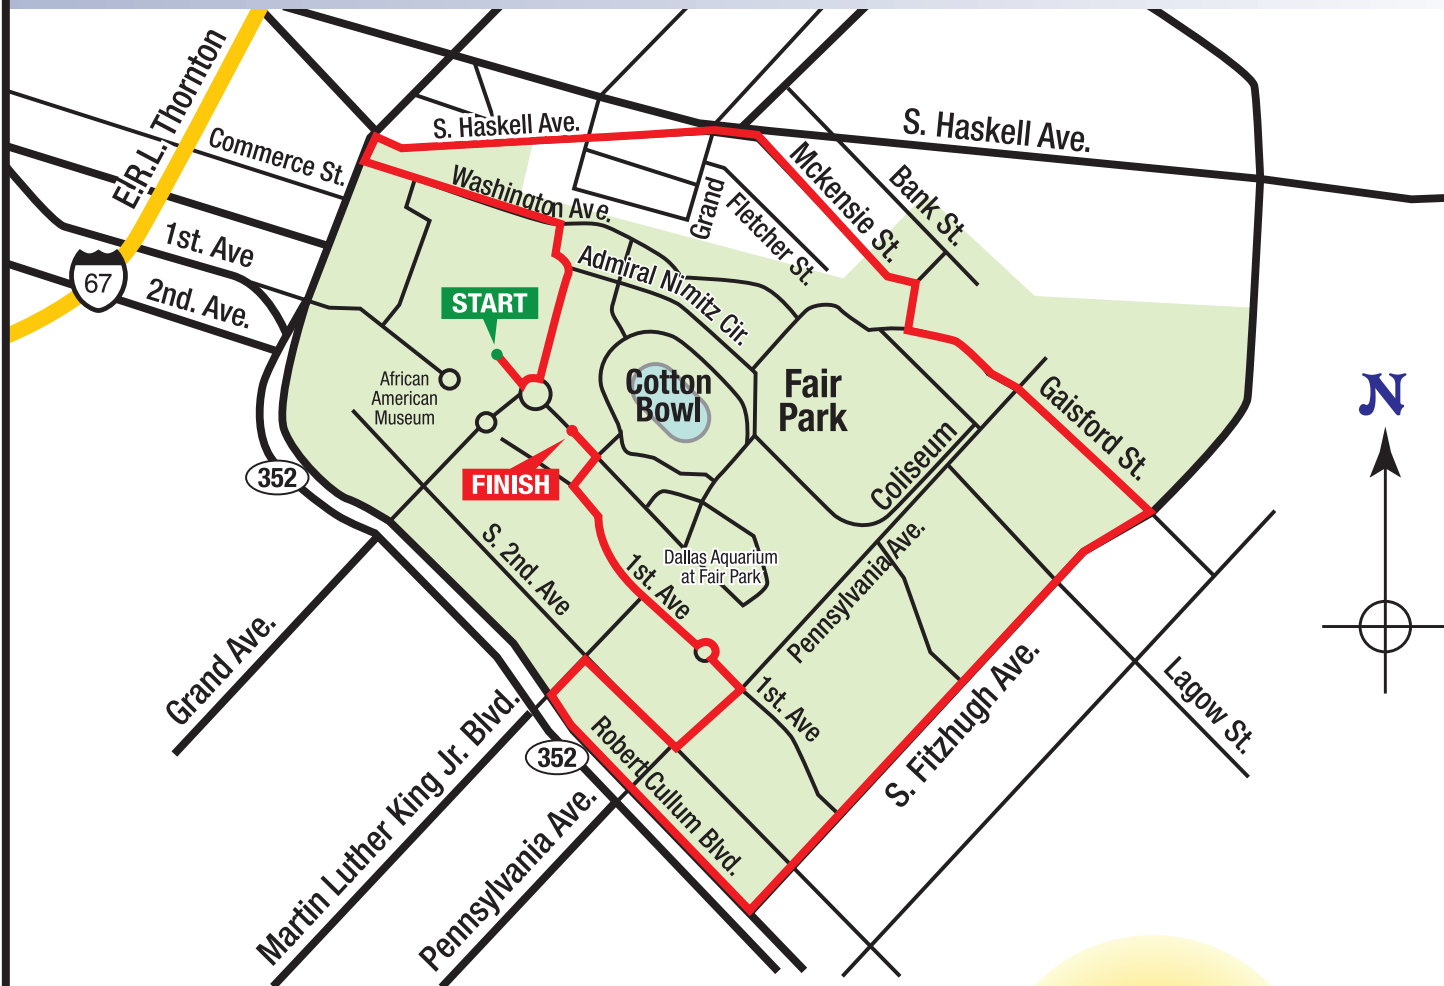 E.R.L. Thornton
Commerce St.
S. Haskell Ave.
S. Haskell Ave.
Washington Ave.
Mckensie St.
Bank St.
Grand
Fletcher St.
1st. Ave
67
2nd. Ave.
Admiral Nimitz Cir.
START
African
American
Museum
Cotton
Bowl
Fair
Park
N
Gaisford St.
Coliseum
352
FINISH
S. 2nd. Ave
1st. Ave
Dallas Aquarium
at Fair Park
Pennsylvania Ave.
Grand Ave.
1st. Ave
S. Fitzhugh Ave.
Lagow St.
Martin Luther King Jr. Blvd.
352
Robert Cullum Blvd.
Pennsylvania Ave.